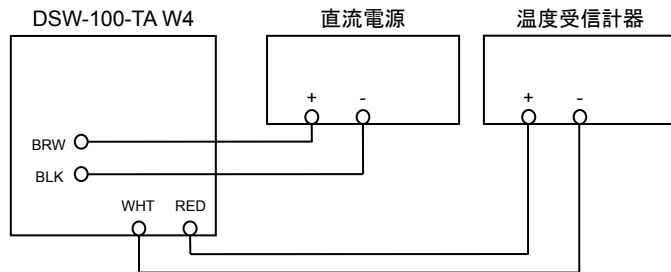 DSW-100-TA W4
直流電源
温度受信計器
+
-
+
-
BRW
BLK
WHT
RED